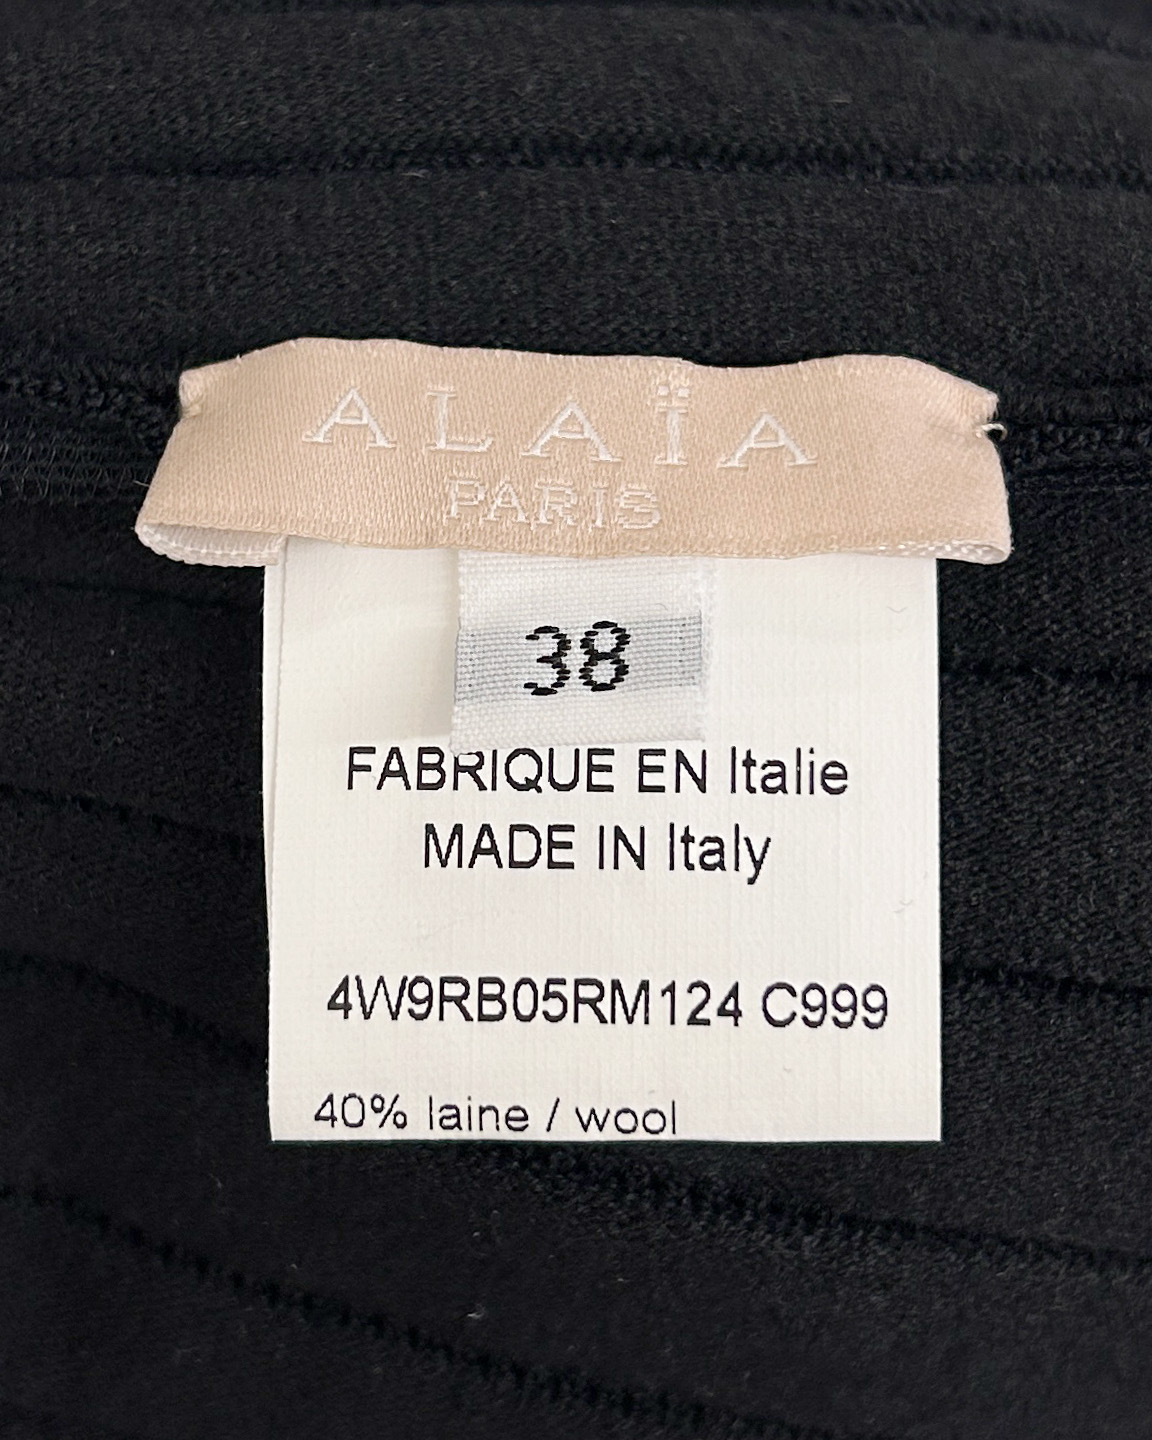 ALAÏA
PARIS
38
FABRIQUE EN Italie
MADE IN Italy
4W9RB05RM124 C999
40% laine / wool